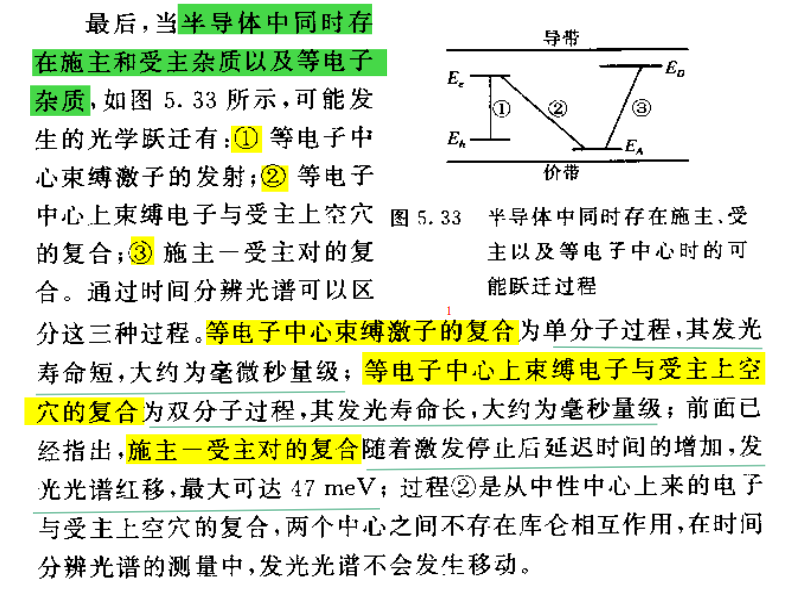 最后，当半导体中同时存
在施主和受主杂质以及等电子
杂质，如图 5.33 所示，可能发
生的光学跃迁有：① 等电子中
心束缚激子的发射；② 等电子
中心上束缚电子与受主上空穴
的复合；③ 施主－受主对的复
合。通过时间分辨光谱可以区
导带
Ee
ED
①
②
③
Eh
EA
价带
图 5.33 半导体中同时存在施主、受
主以及等电子中心时的可
能跃迁过程
1
分这三种过程。等电子中心束缚激子的复合为单分子过程，其发光
寿命短，大约为毫微秒量级；等电子中心上束缚电子与受主上空
穴的复合为双分子过程，其发光寿命长，大约为毫秒量级；前面已
经指出，施主－受主对的复合随着激发停止后延迟时间的增加，发
光光谱红移，最大可达 47 meV；过程②是从中性中心上来的电子
与受主上空穴的复合，两个中心之间不存在库仑相互作用，在时间
分辨光谱的测量中，发光光谱不会发生移动。